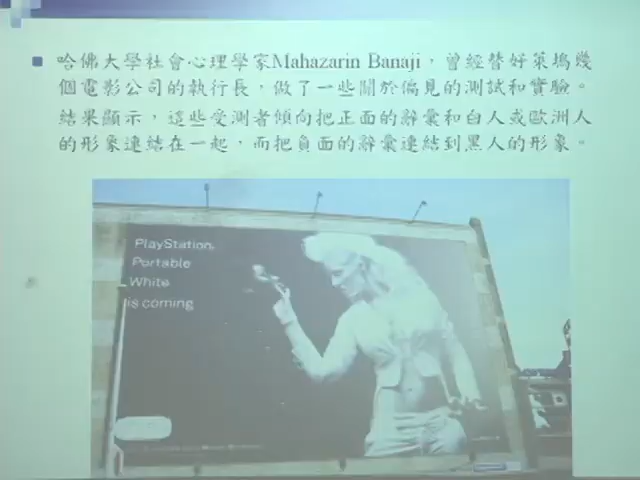 哈佛大學社會心理學家Mahazarin Banaji，曾經替好萊塢幾
個電影公司的執行長，做了一些關於偏見的測試和實驗。
結果顯示，這些受測者傾向把正面的辭彙和白人或歐洲人
的形象連結在一起，而把負面的辭彙連結到黑人的形象。
PlayStation.
Portable
White
is coming